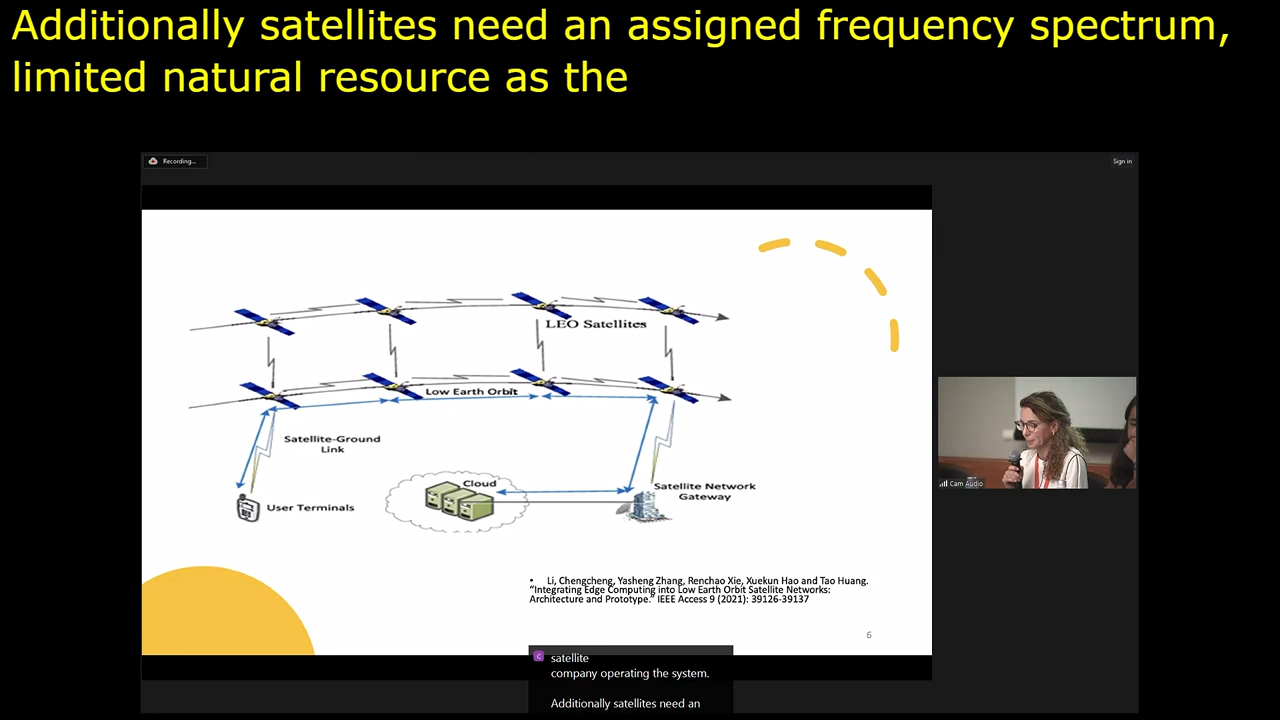 Additionally satellites need an assigned frequency spectrum,
limited natural resource as the
Recording...
Sign in
LEO Satellites
Low Earth Orbit
Satellite-Ground
Link
Cloud
Satellite Network
Gateway
User Terminals
Cam Audio
• Li, Chengcheng, Yasheng Zhang, Renchao Xie, Xuekun Hao and Tao Huang.
“Integrating Edge Computing into Low Earth Orbit Satellite Networks:
Architecture and Prototype.” IEEE Access 9 (2021): 39126-39137
6
C
satellite
company operating the system.
Additionally satellites need an